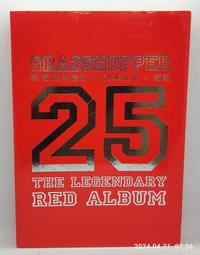 GRA25HOPPER
25
THE LEGENDARY
RED ALBUM
2024.04.21 07:26